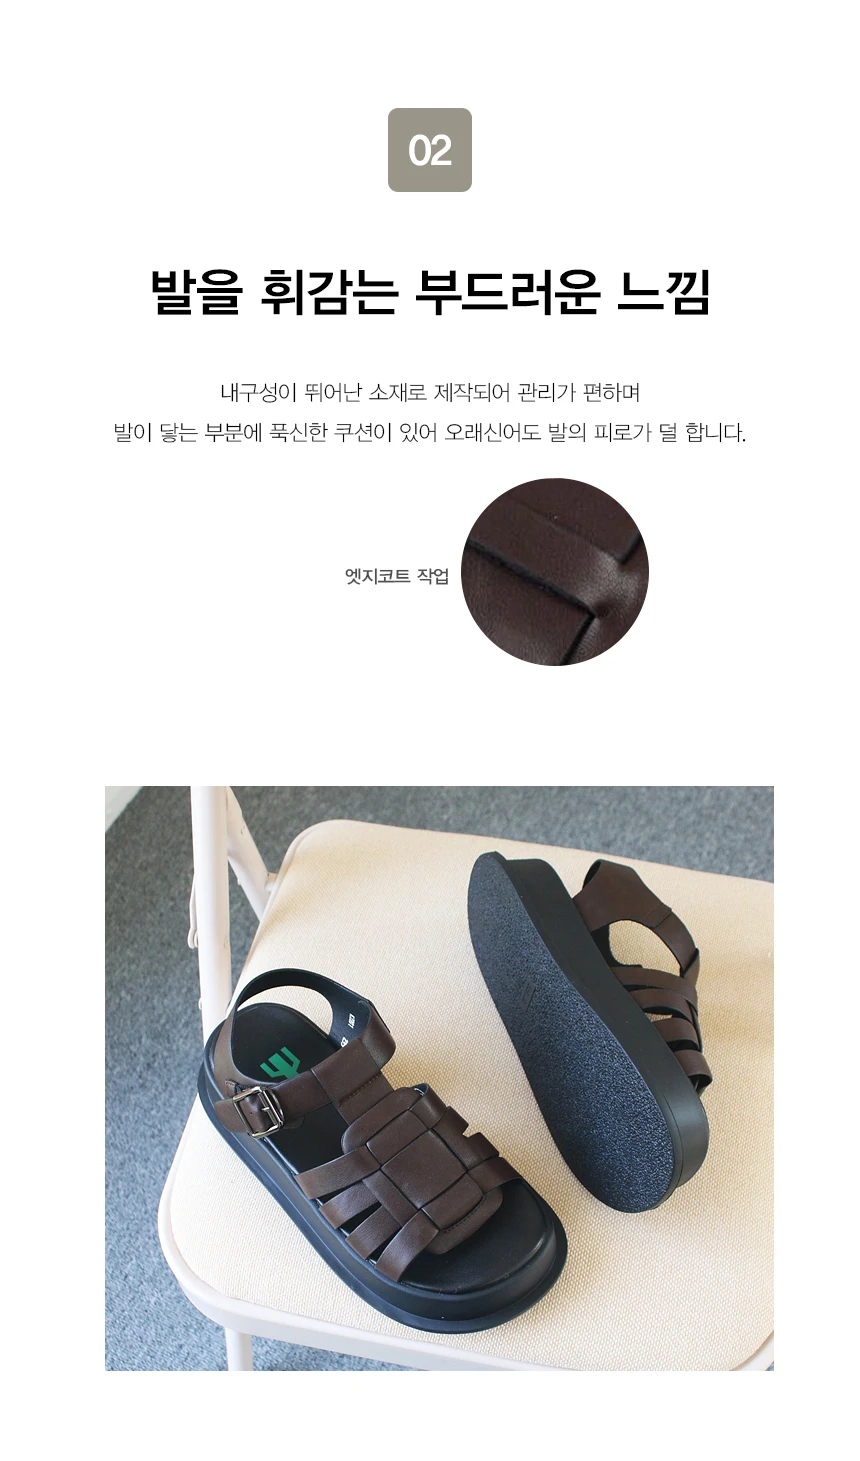 02
발을 휘감는 부드러운 느낌
내구성이 뛰어난 소재로 제작되어 관리가 편하며
발이 닿는 부분에 푹신한 쿠션이 있어 오래신어도 발의 피로가 덜 합니다.
엣지코트 작업